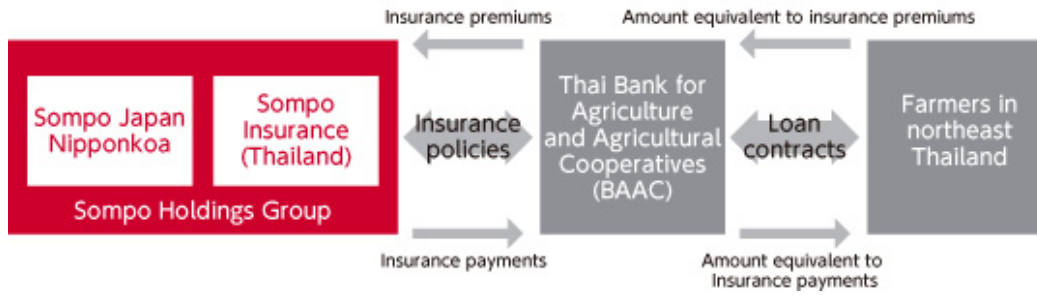 Insurance premiums
Amount equivalent to insurance premiums
Sompo Japan
Nipponkoa
Sompo
Insurance
(Thailand)
Sompo Holdings Group
Insurance
policies
Thai Bank for
Agriculture
and Agricultural
Cooperatives
(BAAC)
Loan
contracts
Farmers in
northeast
Thailand
Insurance payments
Amount equivalent to
Insurance payments